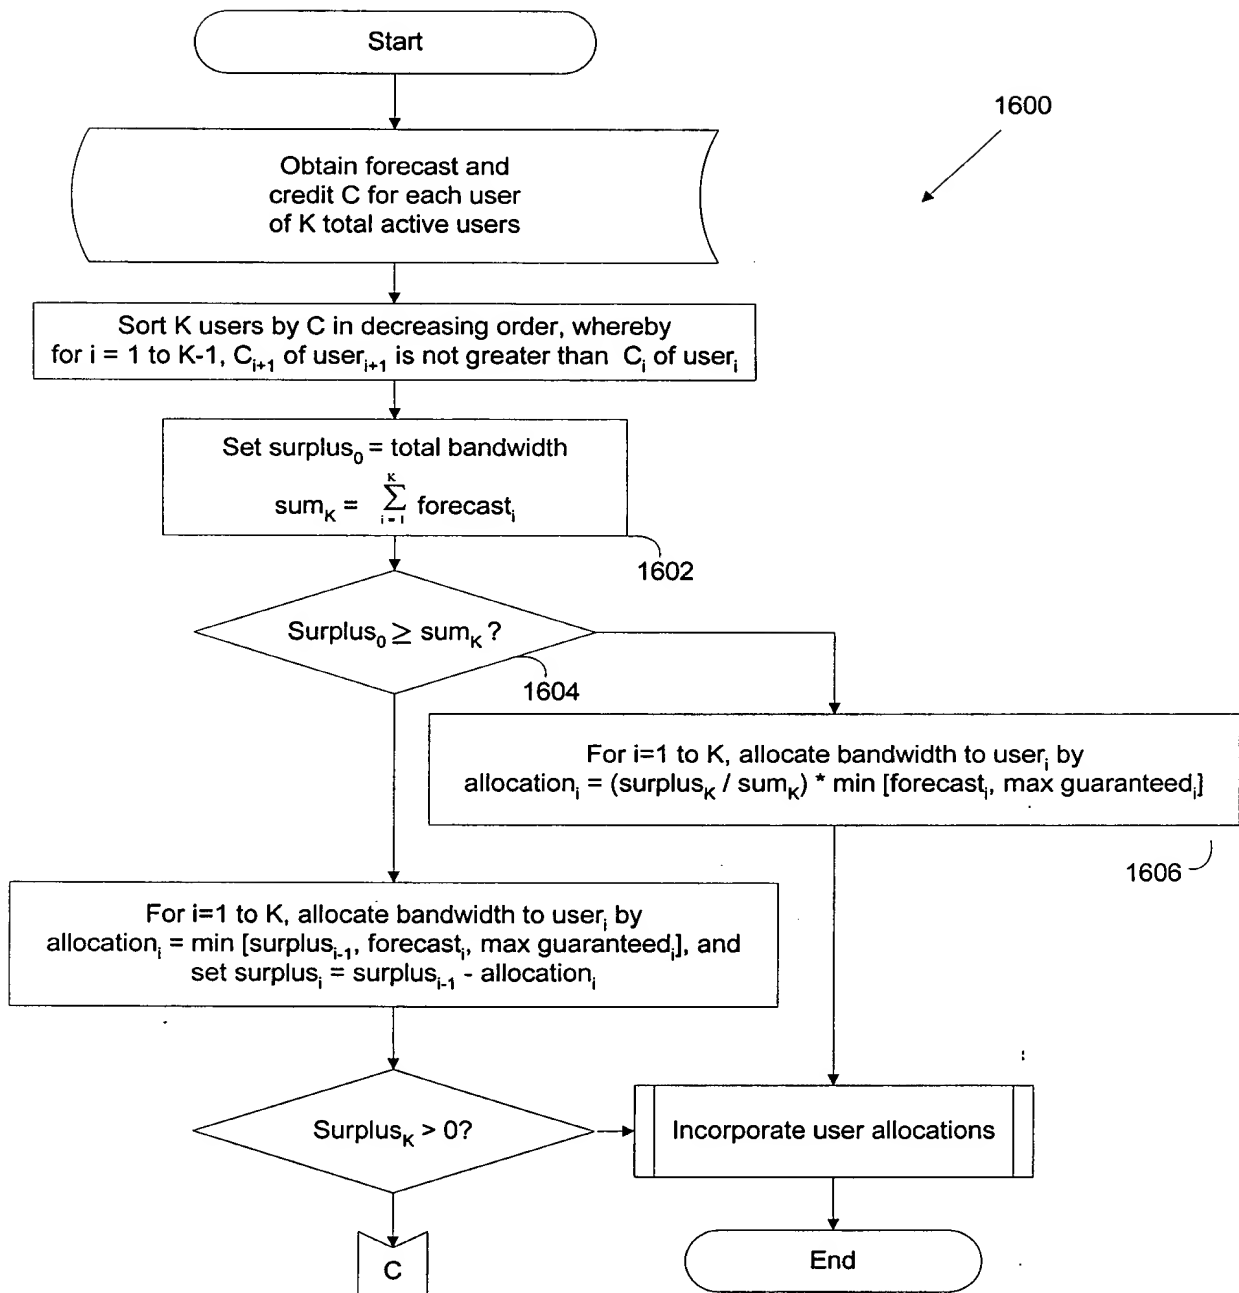 Start
1600
Obtain forecast and
credit C for each user
of K total active users
Sort K users by C in decreasing order, whereby
for i = 1 to K-1, C_{i+1} of user_{i+1} is not greater than C_i of user_i
Set surplus_0 = total bandwidth
sum_K = \sum_{i=1}^{K} forecast_i
1602
Surplus_0 ≥ sum_K ?
1604
For i=1 to K, allocate bandwidth to user_i by
allocation_i = (surplus_K / sum_K) * min [forecast_i, max guaranteed_i]
1606
For i=1 to K, allocate bandwidth to user_i by
allocation_i = min [surplus_{i-1}, forecast_i, max guaranteed_i], and
set surplus_i = surplus_{i-1} - allocation_i
Surplus_K > 0?
Incorporate user allocations
C
End